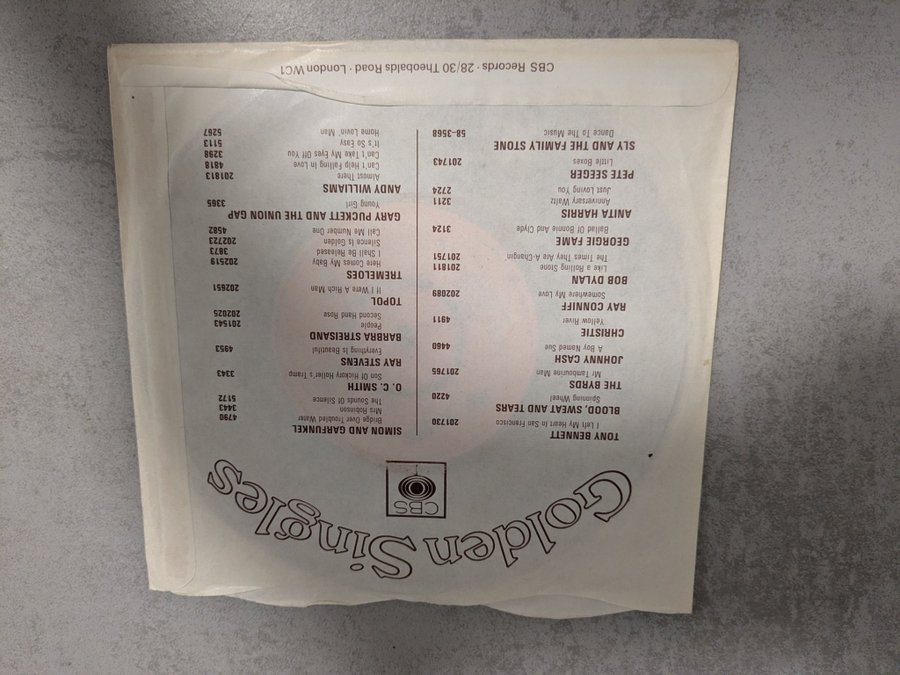 Golden Singles
CBS
TONY BENNETT
I Left My Heart In San Francisco 201730
BLOOD, SWEAT AND TEARS
Spinning Wheel 4220
THE BYRDS
Mr Tambourine Man 201765
JOHNNY CASH
A Boy Named Sue 4460
CHRISTIE
Yellow River 4911
RAY CONNIFF
Somewhere My Love 202089
BOB DYLAN
Like a Rolling Stone 201811
The Times They Are A-Changin 201751
GEORGIE FAME
Ballad Of Bonnie And Clyde 3124
ANITA HARRIS
Anniversary Waltz 3211
Just Loving You 2724
PETE SEEGER
Little Boxes 201743
SLY AND THE FAMILY STONE
Dance To The Music 58-3568
SIMON AND GARFUNKEL
Bridge Over Troubled Water 4790
Mrs Robinson 3443
The Sounds Of Silence 5172
O. C. SMITH
Son Of Hickory Holler's Tramp 3343
RAY STEVENS
Everything Is Beautiful 4953
BARBRA STREISAND
People 201543
Second Hand Rose 202025
TOPOL
If I Were A Rich Man 202651
TREMELOES
Here Comes My Baby 202519
I Shall Be Released 3873
Silence Is Golden 202723
Call Me Number One 4582
GARY PUCKETT AND THE UNION GAP
Young Girl 3365
ANDY WILLIAMS
Almost There 201813
Can't Help Falling In Love 4818
Can't Take My Eyes Off You 3298
It's So Easy 5113
Home Lovin' Man 5267
CBS Records · 28/30 Theobalds Road · London WC1